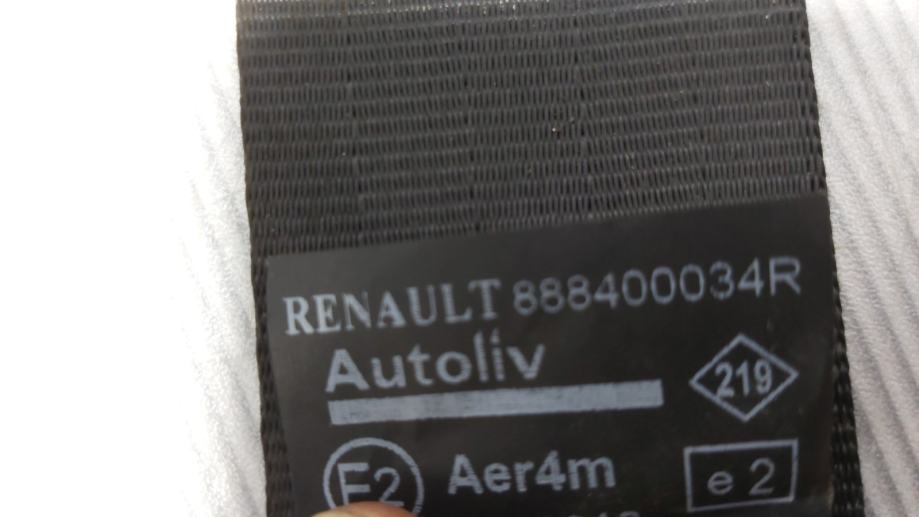 RENAULT 888400034R
Autoliv
219
E2 Aer4m e 2